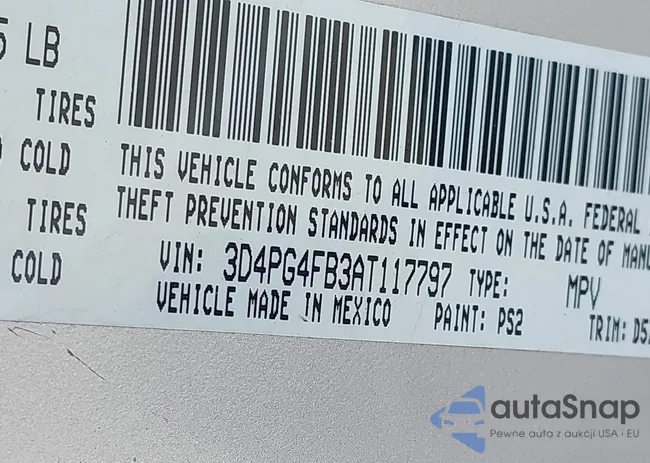 5 LB
TIRES
COLD
TIRES
COLD
THIS VEHICLE CONFORMS TO ALL APPLICABLE U.S.A. FEDERAL
THEFT PREVENTION STANDARDS IN EFFECT ON THE DATE OF MANU
VIN: 3D4PG4FB3AT117797 TYPE: MPV
VEHICLE MADE IN MEXICO PAINT: PS2 TRIM: D5
autaSnap
Pewne auta z aukcji USA i EU